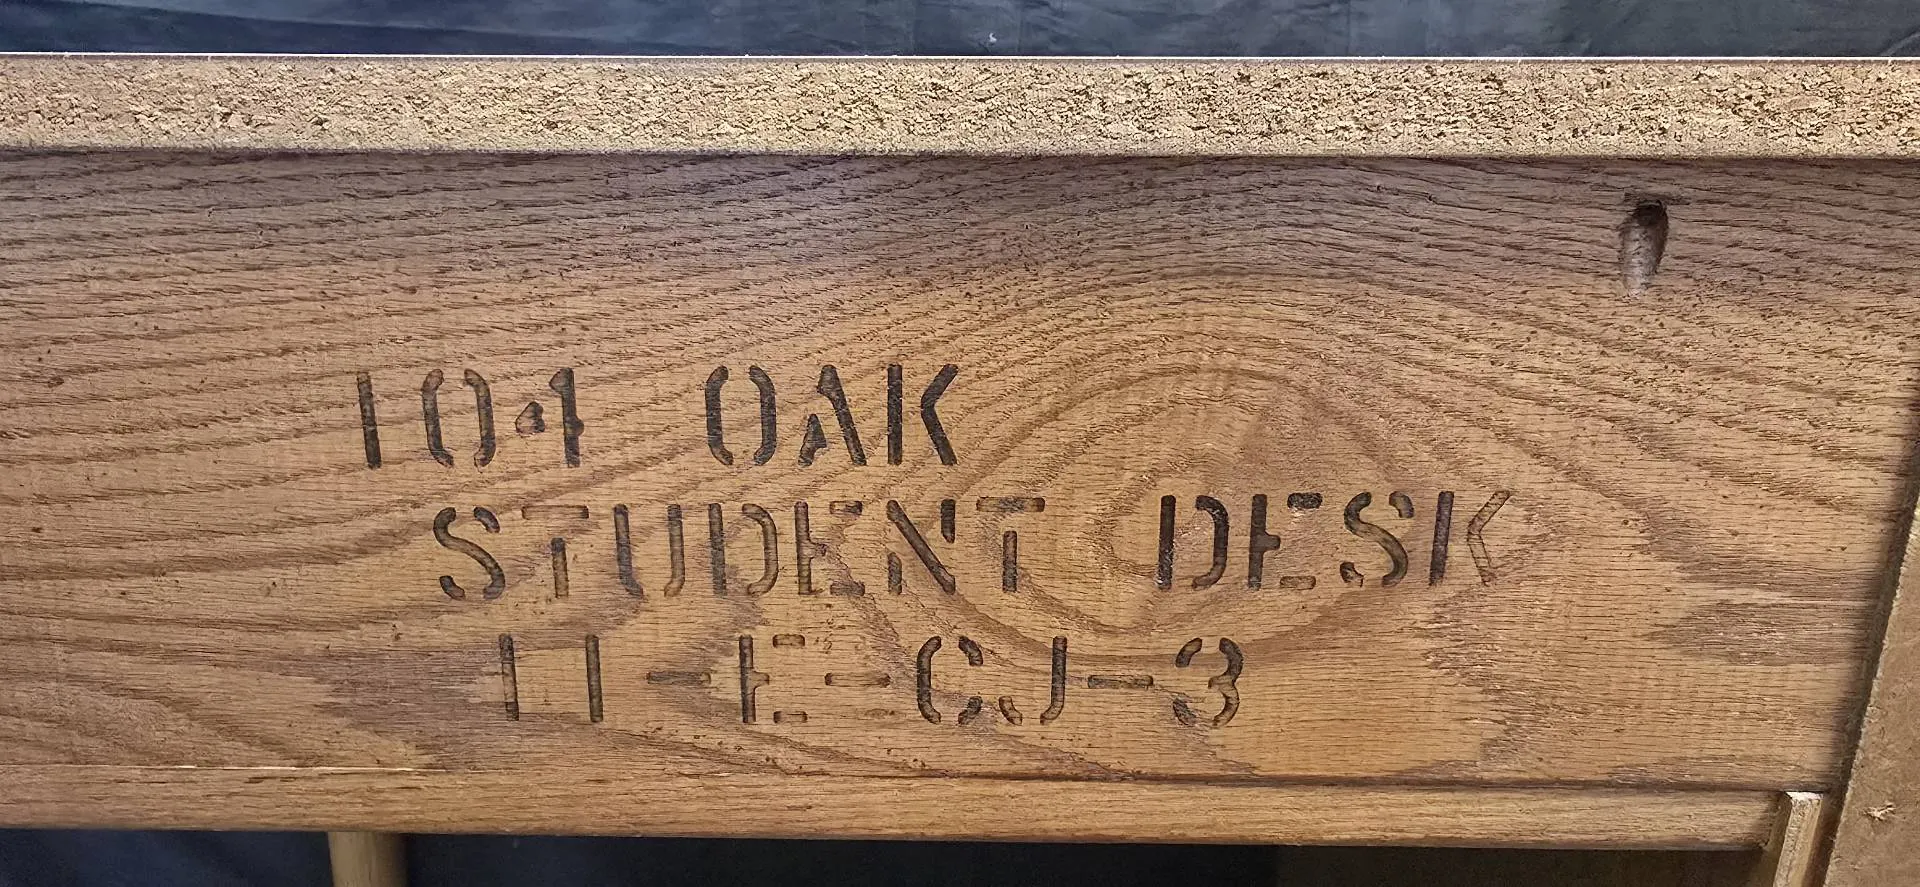 104 OAK
STUDENT DESK
11-E-CJ-3